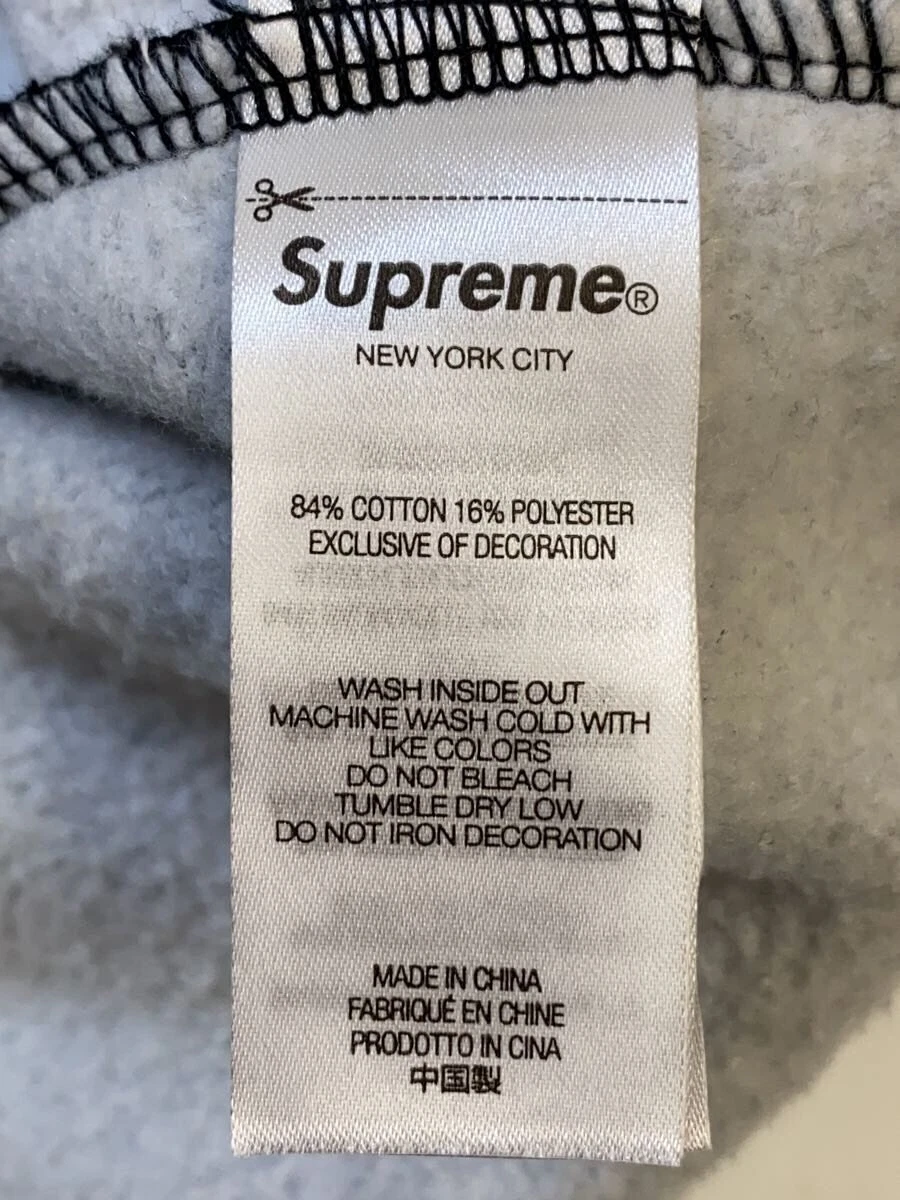 Supreme®
NEW YORK CITY
84% COTTON 16% POLYESTER
EXCLUSIVE OF DECORATION
WASH INSIDE OUT
MACHINE WASH COLD WITH
LIKE COLORS
DO NOT BLEACH
TUMBLE DRY LOW
DO NOT IRON DECORATION
MADE IN CHINA
FABRIQUÉ EN CHINE
PRODOTTO IN CINA
中国製